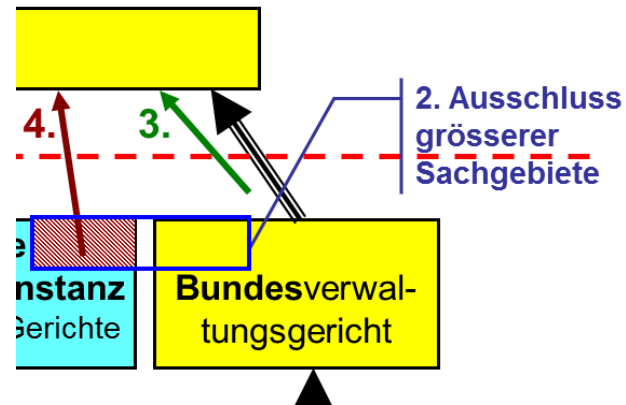 4.
3.
2. Ausschluss
grösserer
Sachgebiete
e
nstanz
Gerichte
Bundesverwal-
tungsgericht